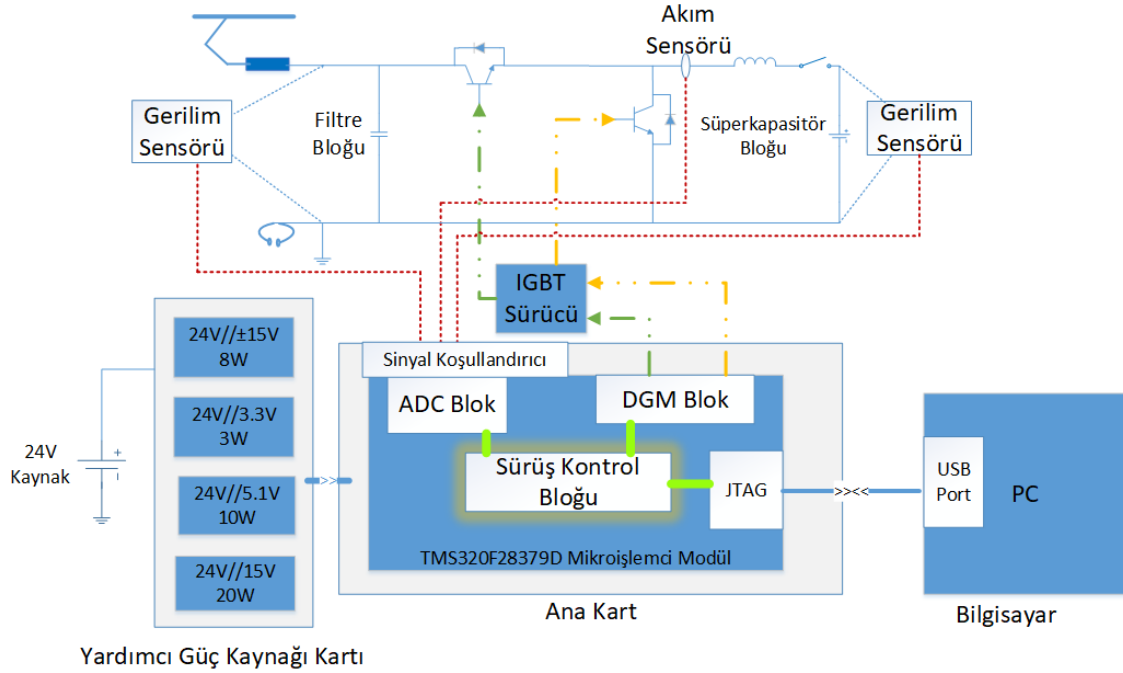 Akım
Sensörü
Gerilim
Sensörü
Filtre
Bloğu
Süperkapasitör
Bloğu
+
Gerilim
Sensörü
IGBT
Sürücü
24V//±15V
8W
24V//3.3V
3W
24V//5.1V
10W
24V//15V
20W
24V
Kaynak
+
>>
Sinyal Koşullandırıcı
ADC Blok
DGM Blok
Sürüş Kontrol
Bloğu
JTAG
TMS320F28379D Mikroişlemci Modül
Ana Kart
>><<
USB
Port
PC
Bilgisayar
Yardımcı Güç Kaynağı Kartı